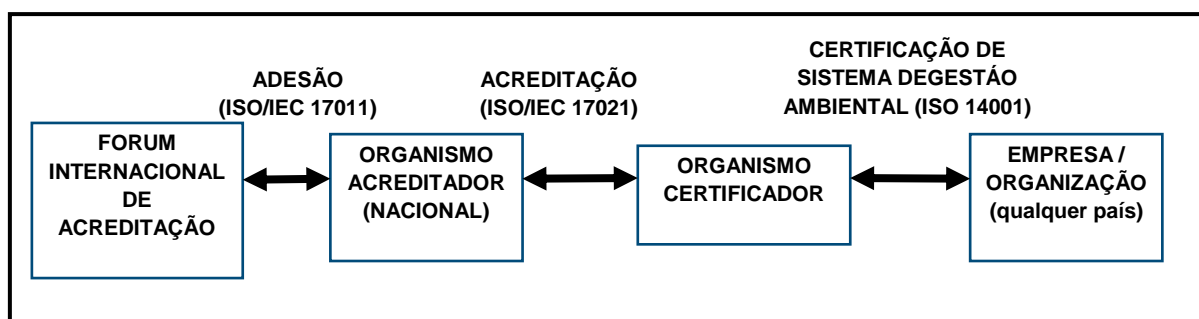 ADESÃO
(ISO/IEC 17011)
ACREDITAÇÃO
(ISO/IEC 17021)
CERTIFICAÇÃO DE
SISTEMA DEGESTÁO
AMBIENTAL (ISO 14001)
FORUM
INTERNACIONAL
DE
ACREDITAÇÃO
ORGANISMO
ACREDITADOR
(NACIONAL)
ORGANISMO
CERTIFICADOR
EMPRESA /
ORGANIZAÇÃO
(qualquer país)